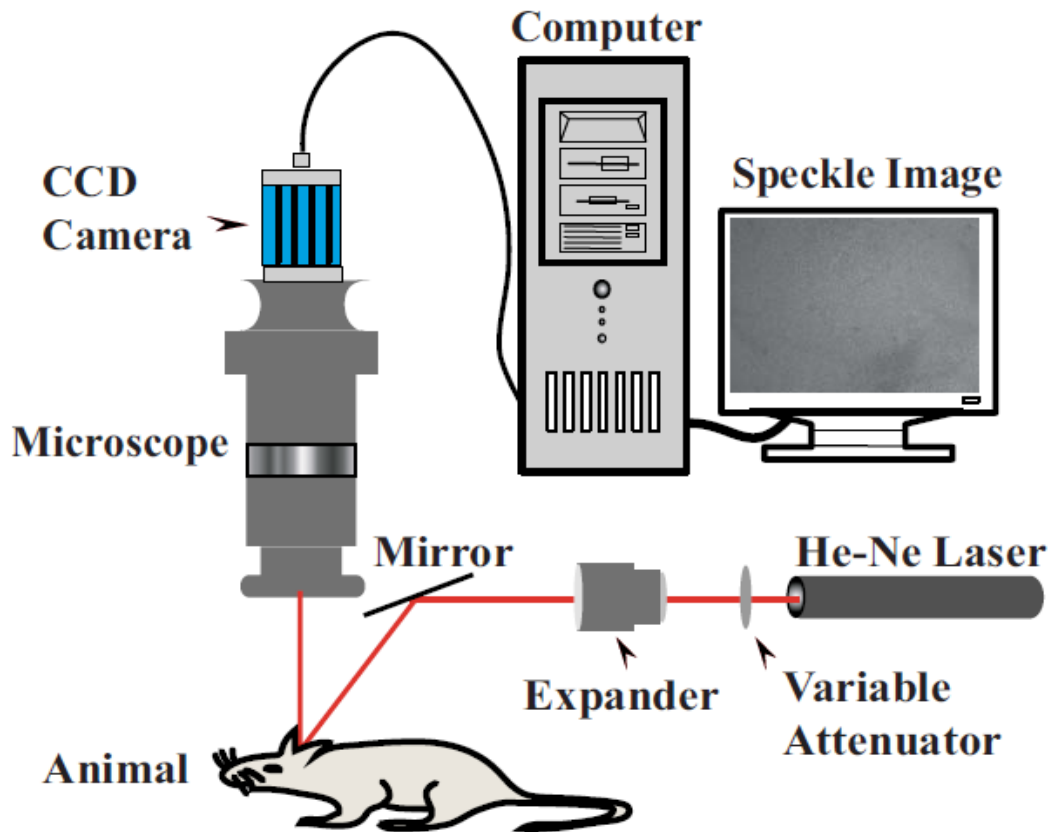 Computer
CCD
Camera
Speckle Image
Microscope
Mirror
He-Ne Laser
Expander
Variable
Attenuator
Animal